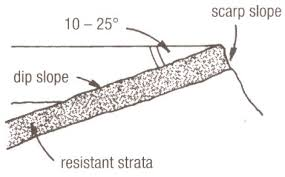 scarp slope
10 – 25°
dip slope
resistant strata